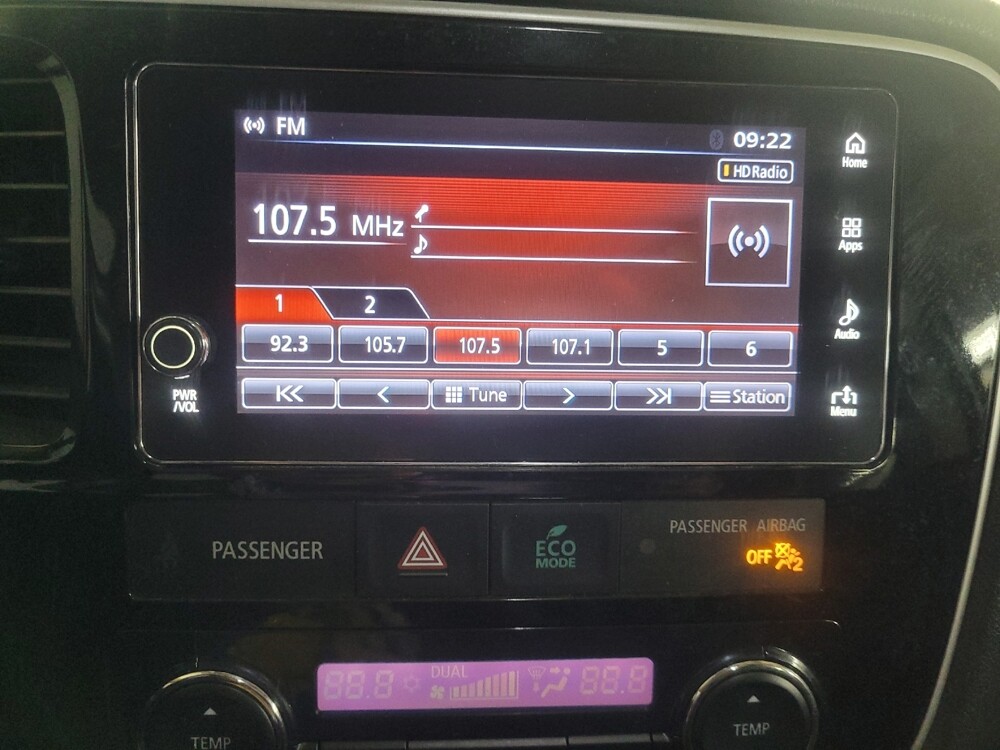 FM
09:22
HD Radio
107.5 MHz
Home
Apps
Audio
Menu
1 2
92.3 105.7 107.5 107.1 5 6
Tune Station
PWR
/VOL
PASSENGER
ECO
MODE
PASSENGER AIRBAG
OFF 2
DUAL
88.8 88.8
TEMP TEMP